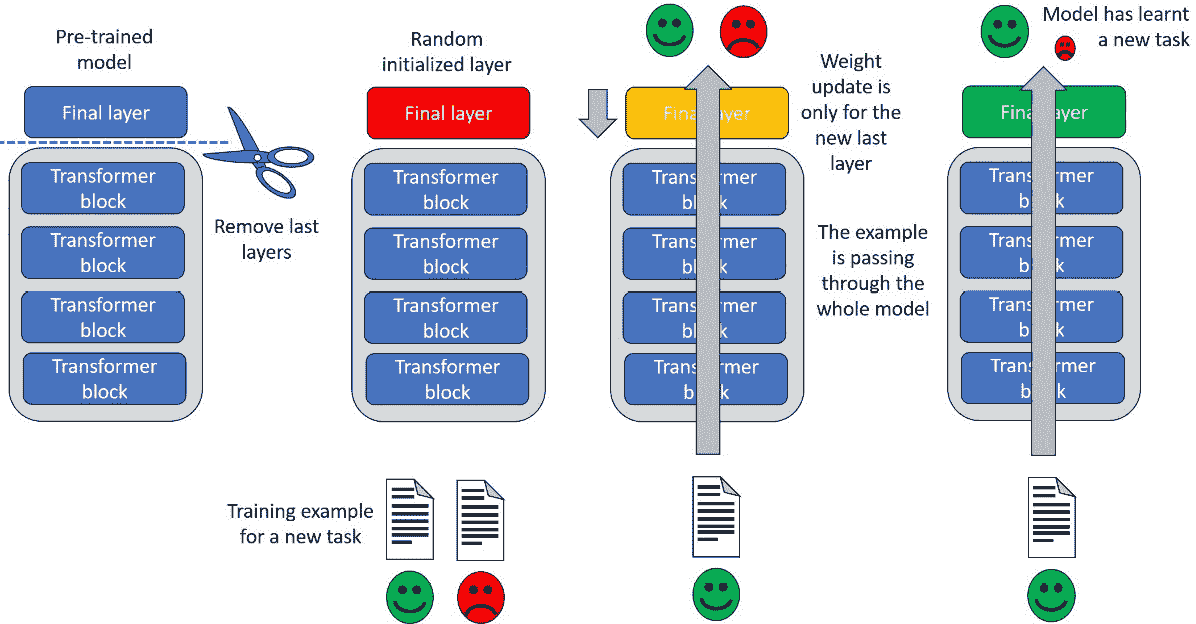 Pre-trained
model
Final layer
Transformer
block
Transformer
block
Transformer
block
Transformer
block
Remove last
layers
Random
initialized layer
Final layer
Transformer
block
Transformer
block
Transformer
block
Transformer
block
Training example
for a new task
Final layer
Transformer
block
Transformer
block
Transformer
block
Transformer
block
Weight
update is
only for the
new last
layer
The example
is passing
through the
whole model
Model has learnt
a new task
Final layer
Transformer
block
Transformer
block
Transformer
block
Transformer
block